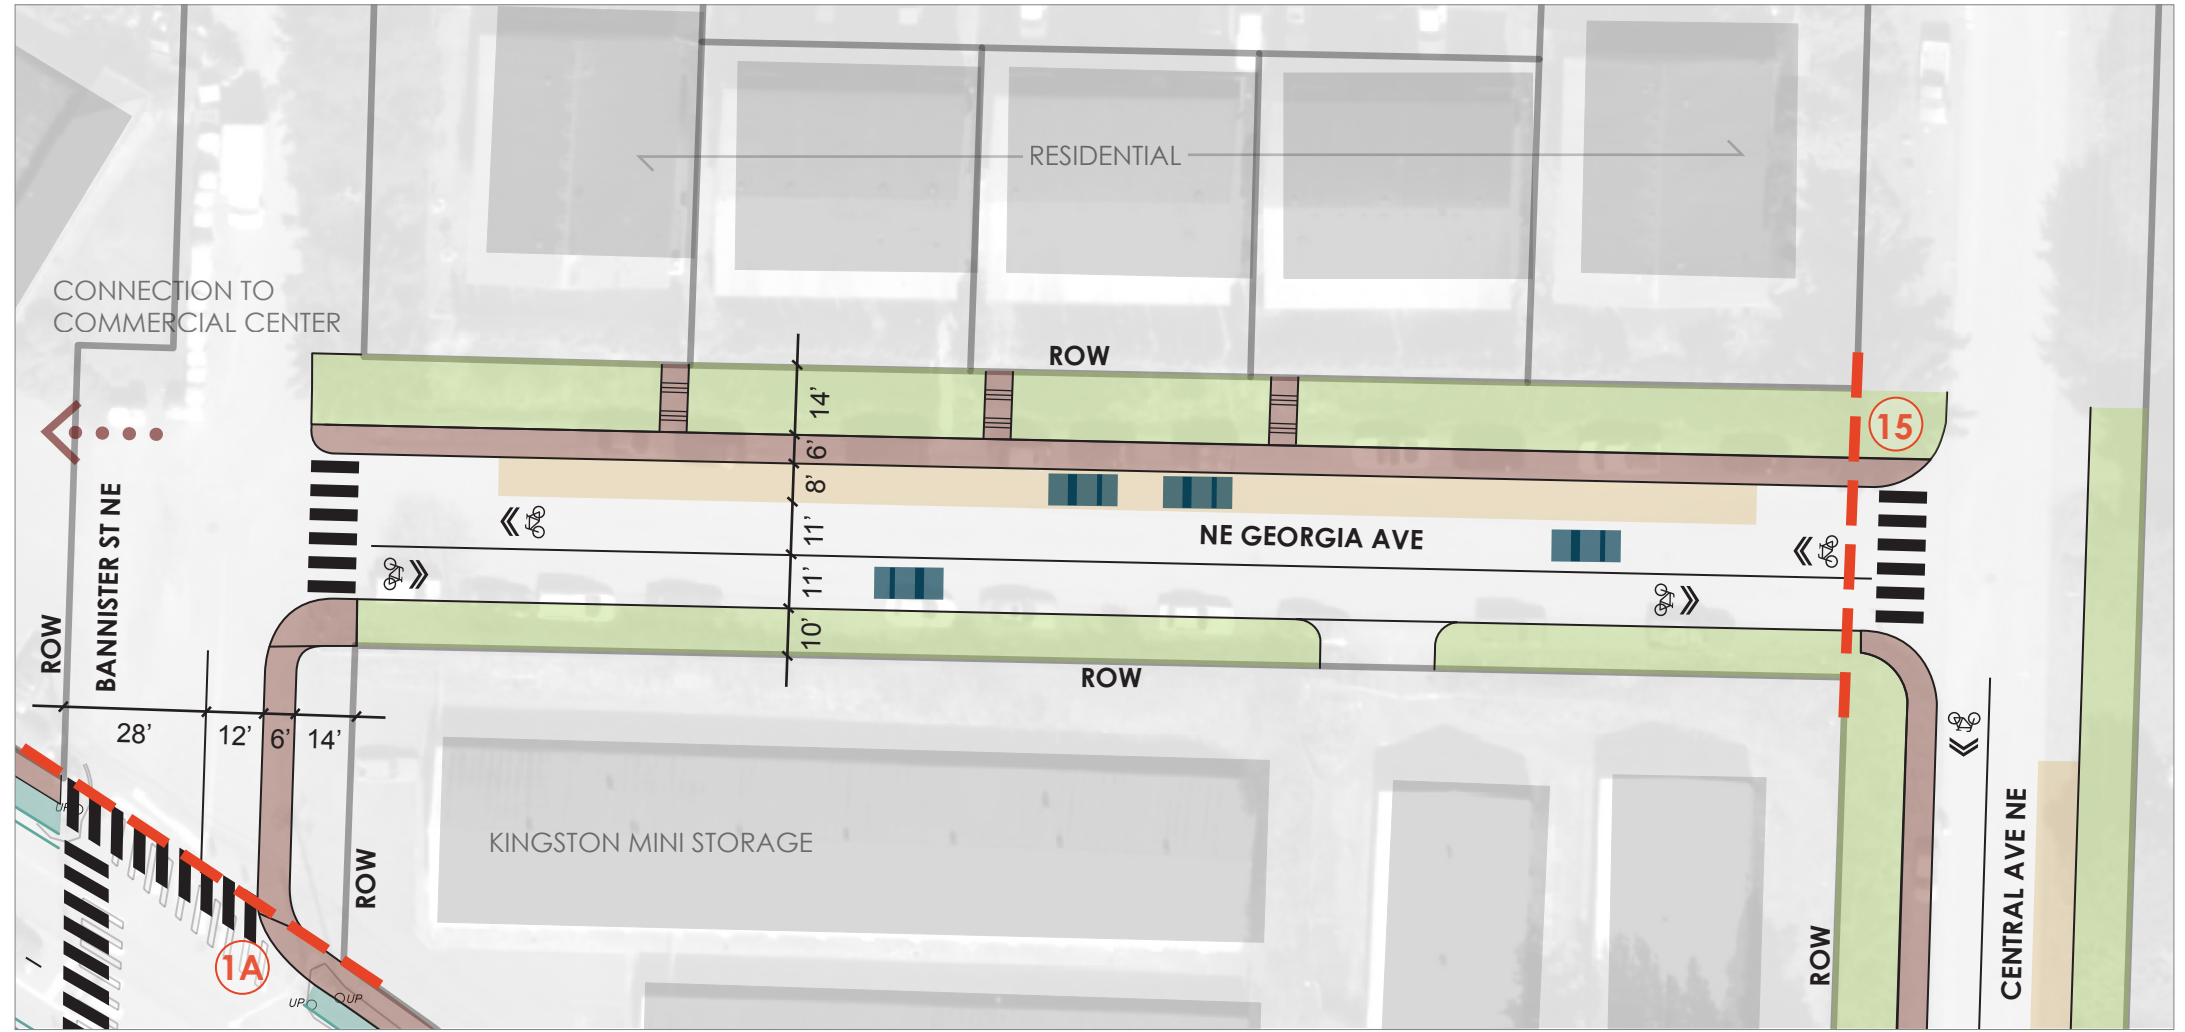 RESIDENTIAL
CONNECTION TO
COMMERCIAL CENTER
ROW
14’
15
6’
8’
BANNISTER ST NE
11’
NE GEORGIA AVE
11’
10’
ROW
ROW
28’
12’
6’
14’
UP
KINGSTON MINI STORAGE
CENTRAL AVE NE
ROW
ROW
1A
UP
UP